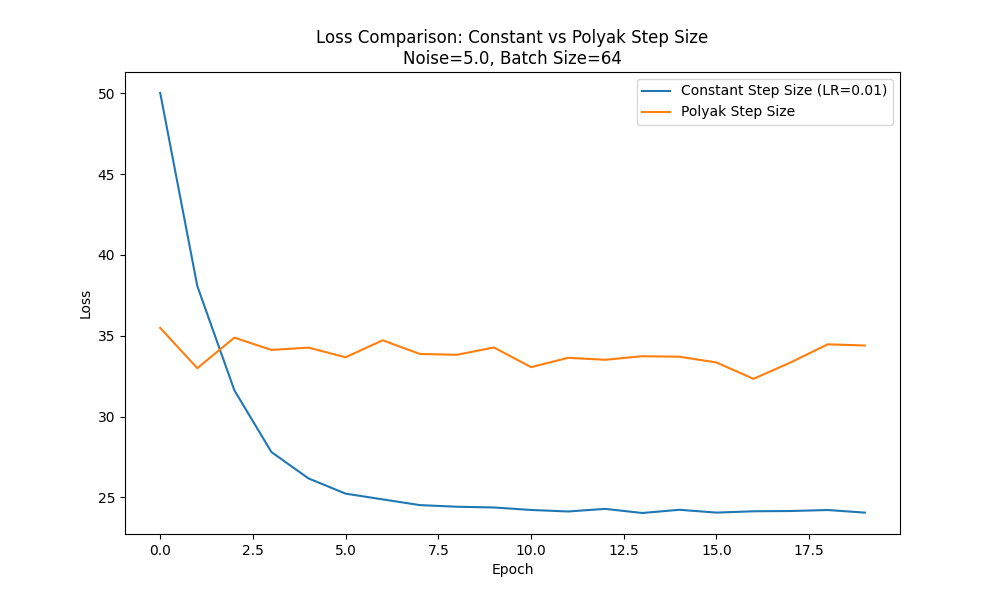 Loss Comparison: Constant vs Polyak Step Size
Noise=5.0, Batch Size=64
Constant Step Size (LR=0.01)
Polyak Step Size
Loss
50
45
40
35
30
25
0.0 2.5 5.0 7.5 10.0 12.5 15.0 17.5
Epoch